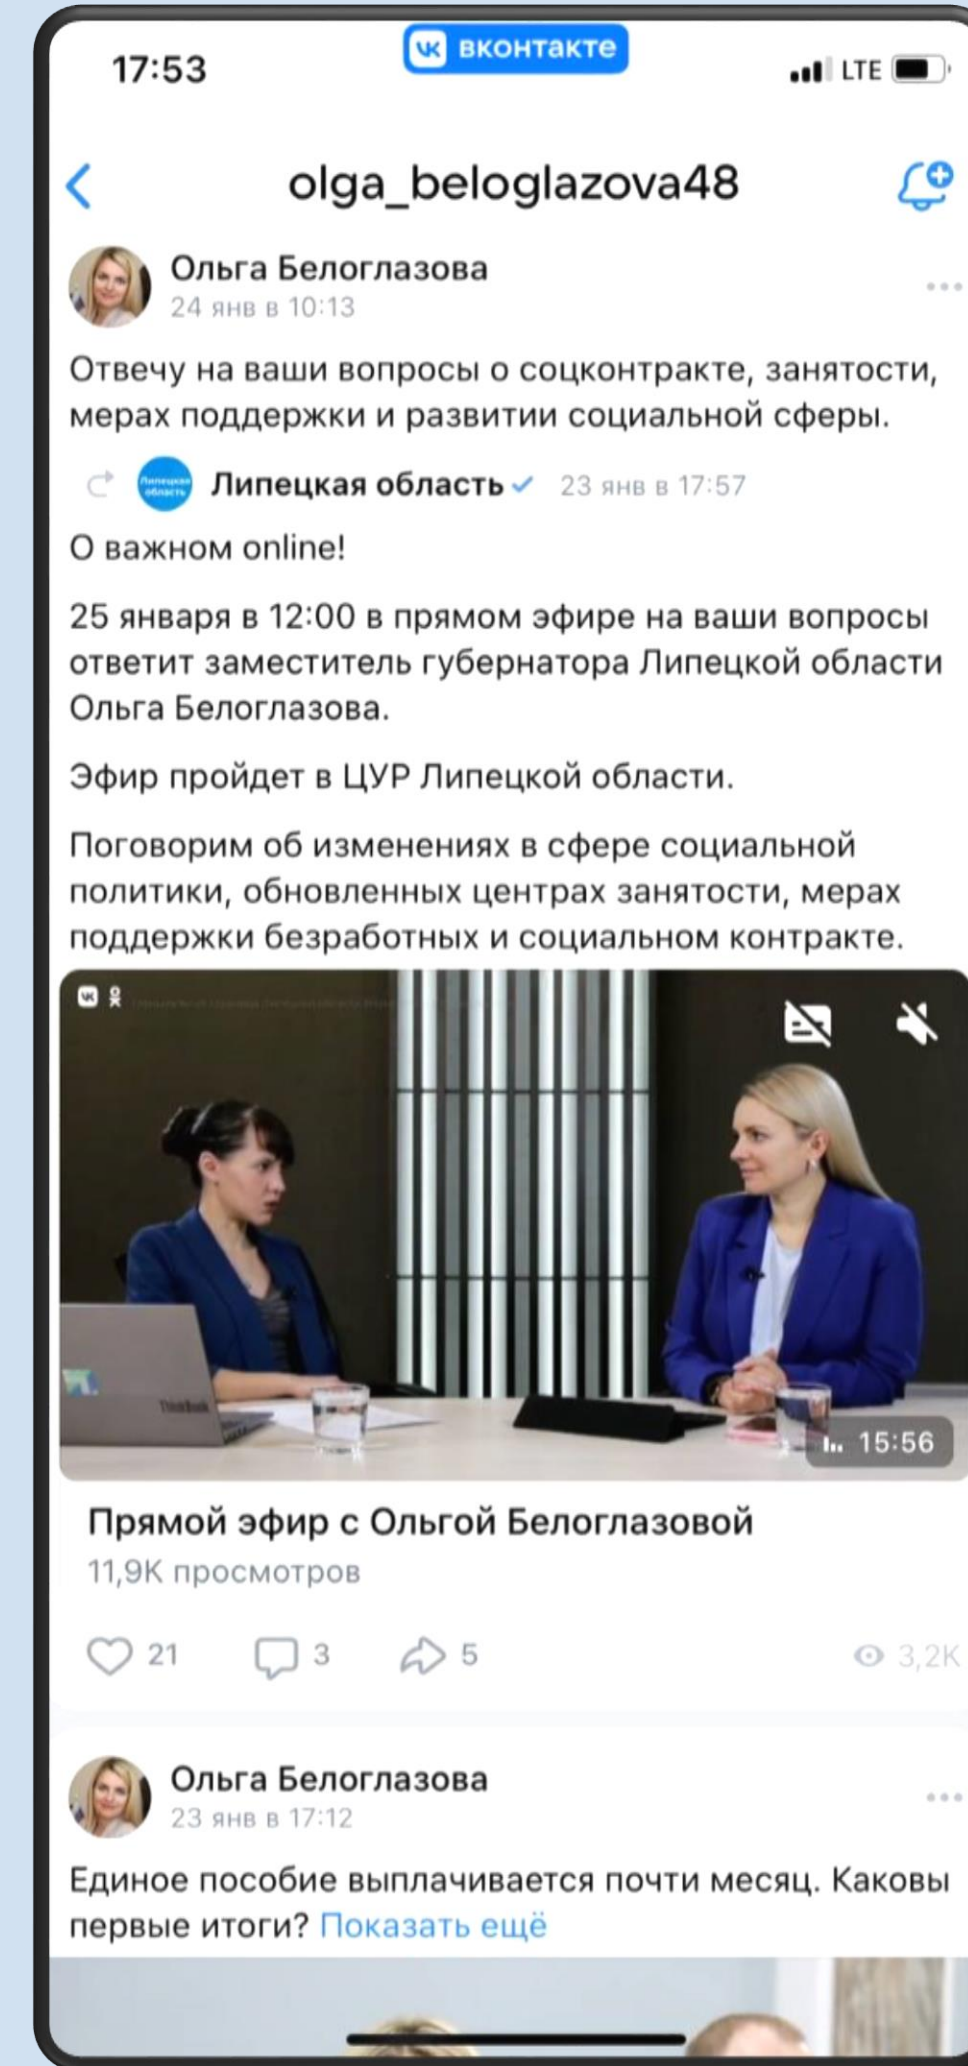 17:53
вконтакте
LTE
olga_beloglazova48
Ольга Белоглазова
24 янв в 10:13
Отвечу на ваши вопросы о соцконтракте, занятости,
мерах поддержки и развитии социальной сферы.
Липецкая область
Липецкая область 23 янв в 17:57
О важном online!
25 января в 12:00 в прямом эфире на ваши вопросы
ответит заместитель губернатора Липецкой области
Ольга Белоглазова.
Эфир пройдет в ЦУР Липецкой области.
Поговорим об изменениях в сфере социальной
политики, обновленных центрах занятости, мерах
поддержки безработных и социальном контракте.
ThinkBook
15:56
Прямой эфир с Ольгой Белоглазовой
11,9K просмотров
21 3 5 3,2K
Ольга Белоглазова
23 янв в 17:12
Единое пособие выплачивается почти месяц. Каковы
первые итоги? Показать ещё